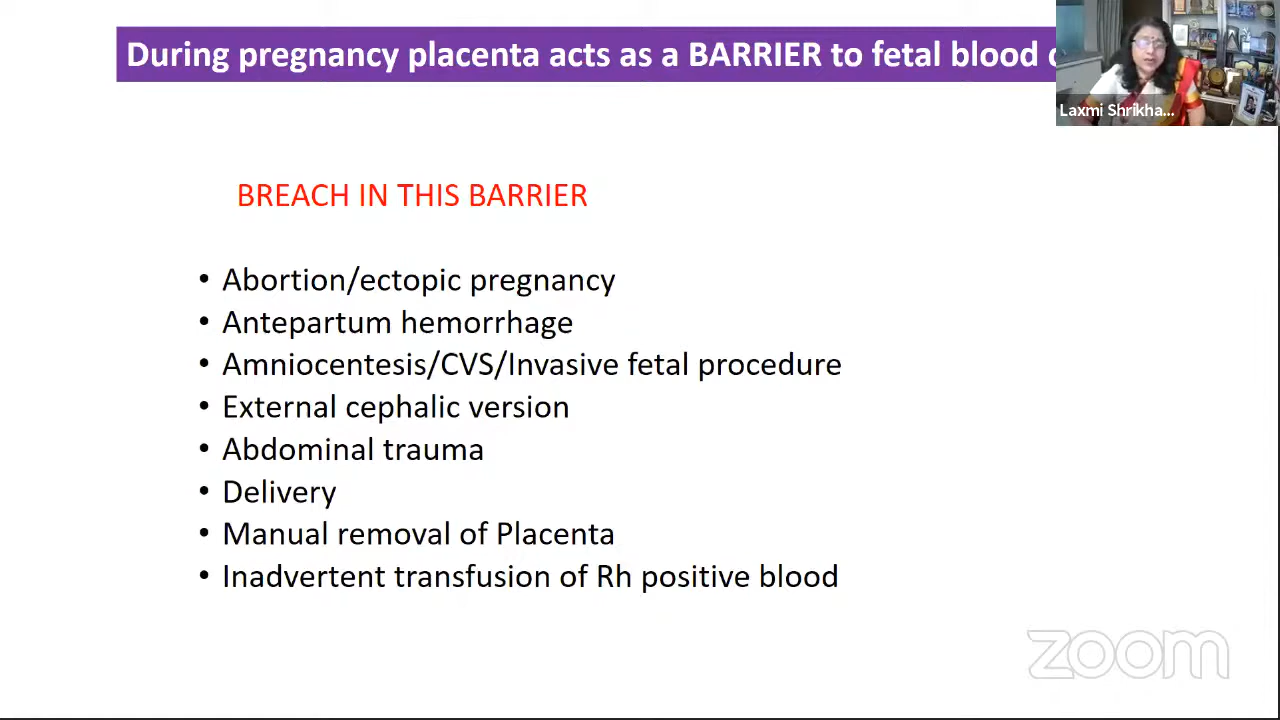 During pregnancy placenta acts as a BARRIER to fetal blood
Laxmi Shrikha...
BREACH IN THIS BARRIER
• Abortion/ectopic pregnancy
• Antepartum hemorrhage
• Amniocentesis/CVS/Invasive fetal procedure
• External cephalic version
• Abdominal trauma
• Delivery
• Manual removal of Placenta
• Inadvertent transfusion of Rh positive blood
zoom